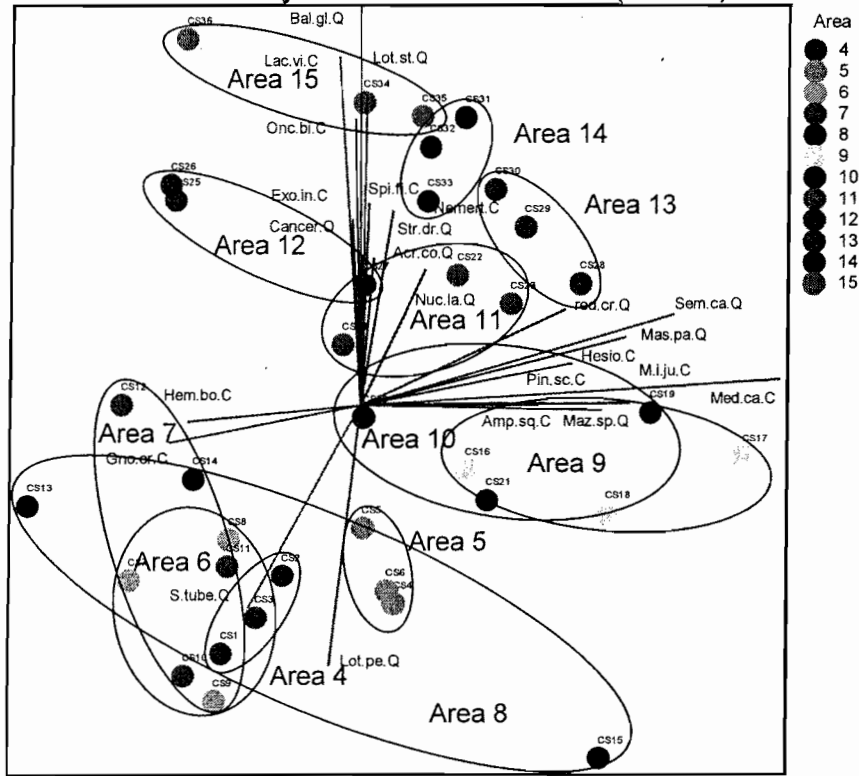 Bal.gl.Q
Area
CS36
Lac.vi.C
Lot.st.Q
4
5
6
7
8
9
10
11
12
13
14
15
Area 15
CS34
CS35
CS31
Onc.bi.C
CS32
Area 14
CS26
CS30
Exo.in.C
Spi.fi.C
CS33
Nemert.C
Area 13
Cancer.Q
Str.dr.Q
CS29
Area 12
Acr.co.Q
CS22
CS28
Nuc.la.Q
CS23
Area 11
red.cr.Q
Sem.ca.Q
Mas.pa.Q
Hesio.C
M.i.ju.C
Pin.sc.C
CS12
Hem.bo.C
CS19
Med.ca.C
Area 7
Area 10
Amp.sq.C
Maz.sp.Q
CS17
Gno.or.C
CS14
CS16
Area 9
CS13
CS21
CS18
CS8
CS5
Area 5
Area 6
CS11
CS2
CS6
CS4
S.tube.Q
CS3
CS1
CS10
Area 4
Lot.pe.Q
CS9
Area 8
CS15